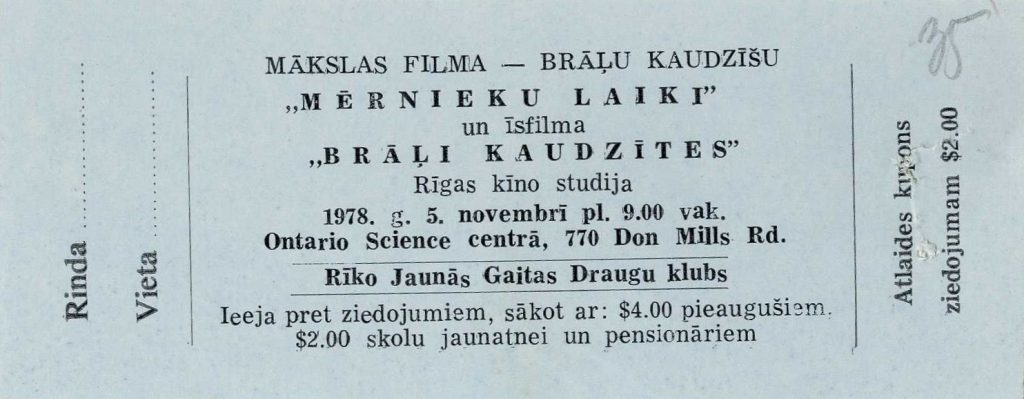 Rinda ..............................
Vieta ..............................
MĀKSLAS FILMA — BRĀĻU KAUDZĪŠU
„MĒRNIEKU LAIKI”
un īsfilma
„BRĀĻI KAUDZĪTES”
Rīgas kīno studija
1978. g. 5. novembrī pl. 9.00 vak.
Ontario Science centrā, 770 Don Mills Rd.
Rīko Jaunās Gaitas Draugu klubs
Ieeja pret ziedojumiem, sākot ar: $4.00 pieaugušiem.
$2.00 skolu jaunatnei un pensionāriem
Atlaides kupons
ziedojumam $2.00
35